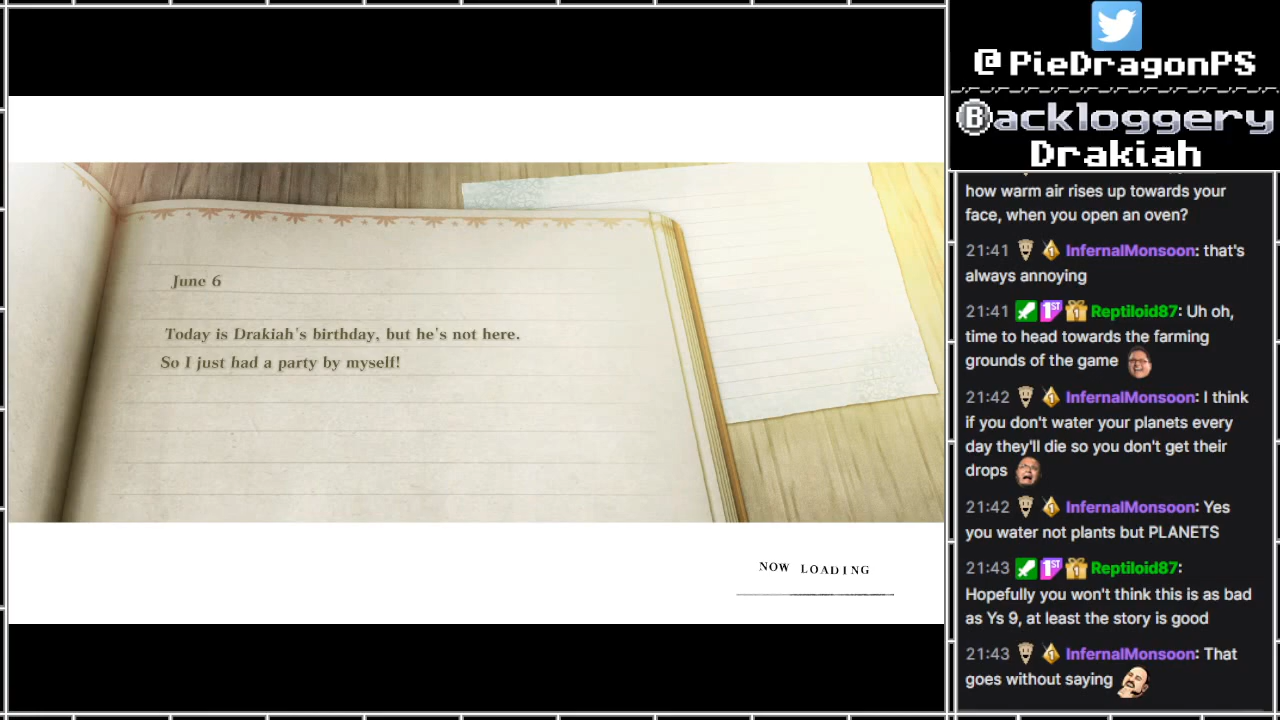 @PieDragonPS
Backloggery
Drakiah
June 6
Today is Drakiah's birthday, but he's not here.
So I just had a party by myself!
NOW LOADING
how warm air rises up towards your
face, when you open an oven?
21:41 InfernalMonsoon: that's
always annoying
21:41 Reptiloid87: Uh oh,
time to head towards the farming
grounds of the game
21:42 InfernalMonsoon: I think
if you don't water your planets every
day they'll die so you don't get their
drops
21:42 InfernalMonsoon: Yes
you water not plants but PLANETS
21:43 Reptiloid87:
Hopefully you won't think this is as bad
as Ys 9, at least the story is good
21:43 InfernalMonsoon: That
goes without saying